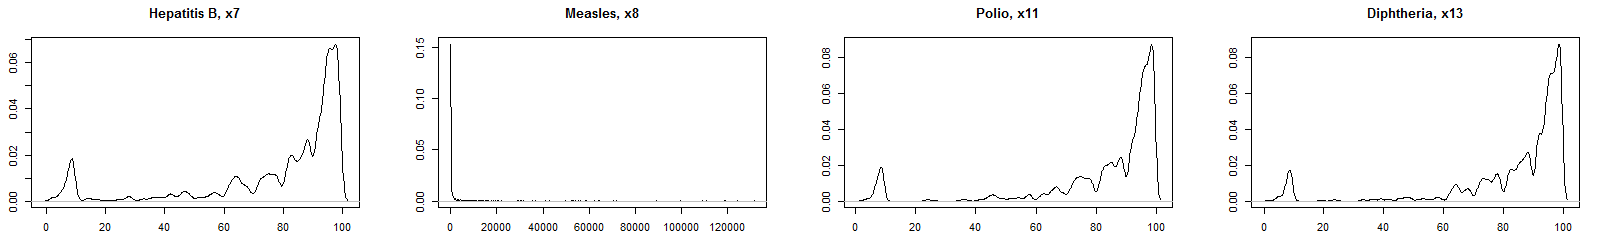 Hepatitis B, x7
0.00 0.02 0.04 0.06
0 20 40 60 80 100
Measles, x8
0.00 0.05 0.10 0.15
0 20000 40000 60000 80000 100000 120000
Polio, x11
0.00 0.02 0.04 0.06 0.08
0 20 40 60 80 100
Diphtheria, x13
0.00 0.02 0.04 0.06 0.08
0 20 40 60 80 100